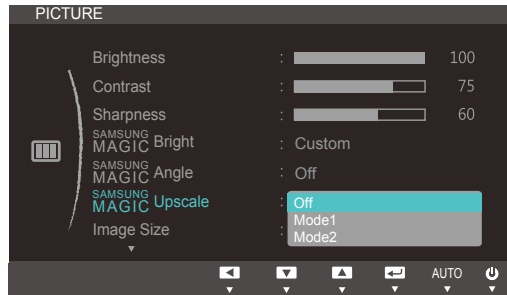 PICTURE
Brightness : 100
Contrast : 75
Sharpness : 60
SAMSUNG MAGIC Bright : Custom
SAMSUNG MAGIC Angle : Off
SAMSUNG MAGIC Upscale : Off
Mode1
Image Size : Mode2
AUTO